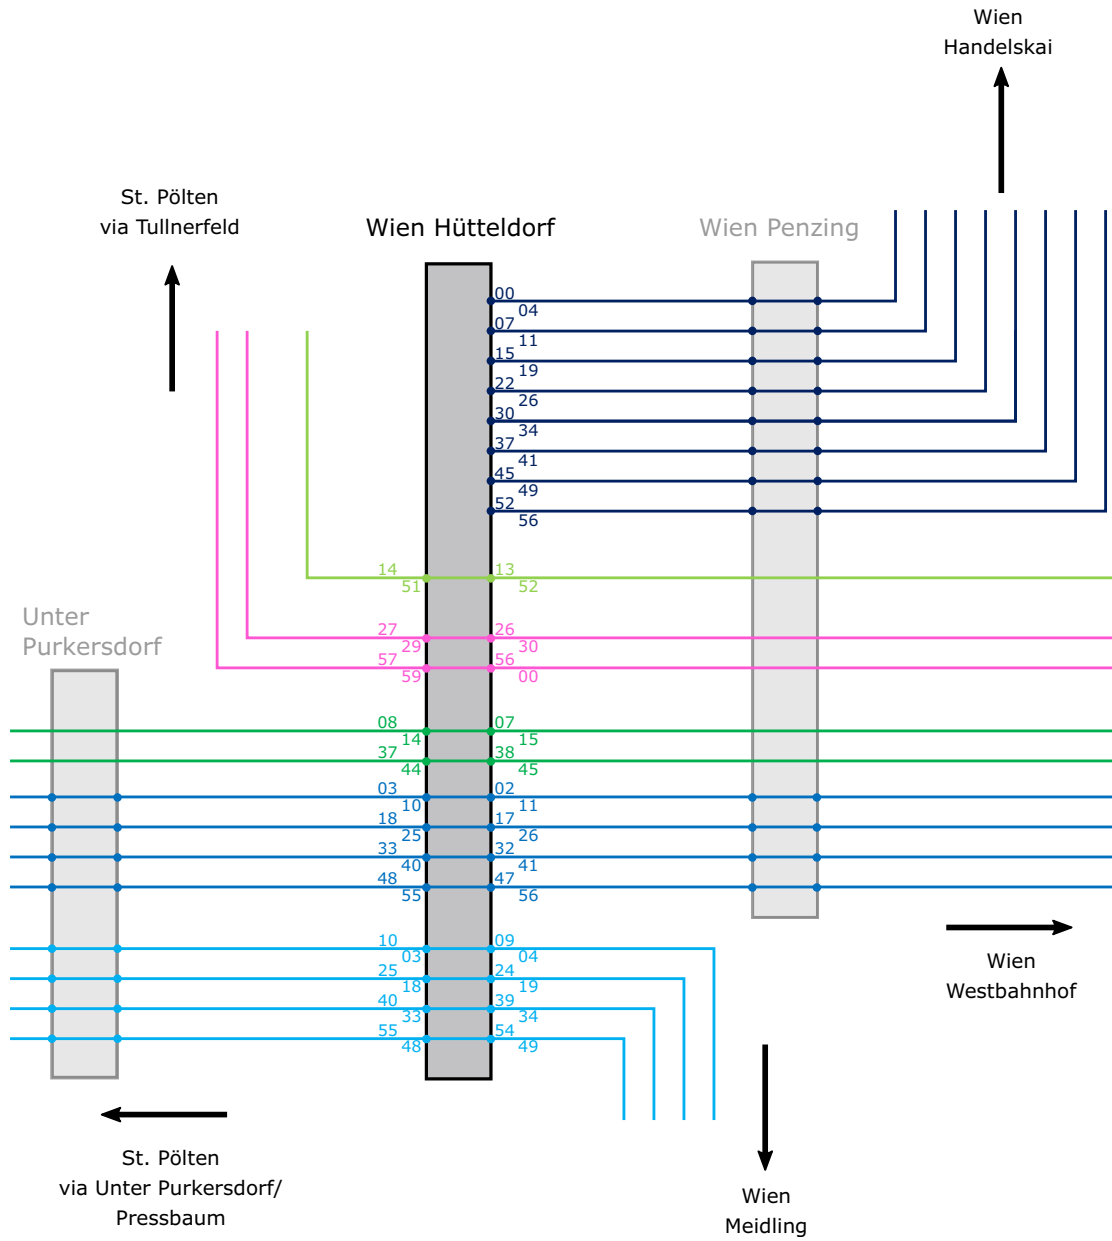 Wien
Handelskai
St. Pölten
via Tullnerfeld
Wien Hütteldorf
Wien Penzing
00
04
07
11
15
19
22
26
30
34
37
41
45
49
52
56
14 13
51 52
Unter
Purkersdorf
27 26
29 30
57 56
59 00
08 07
14 15
37 38
44 45
03 02
10 11
18 17
25 26
33 32
40 41
48 47
55 56
10 09
03 04
25 24
18 19
40 39
33 34
55 54
48 49
Wien
Westbahnhof
St. Pölten
via Unter Purkersdorf/
Pressbaum
Wien
Meidling